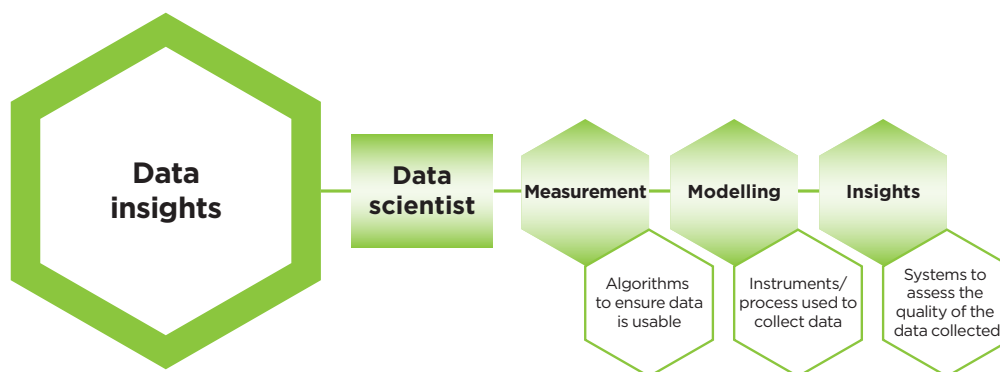 Data
insights
Data
scientist
Measurement
Modelling
Insights
Algorithms
to ensure data
is usable
Instruments/
process used to
collect data
Systems to
assess the
quality of the
data collected